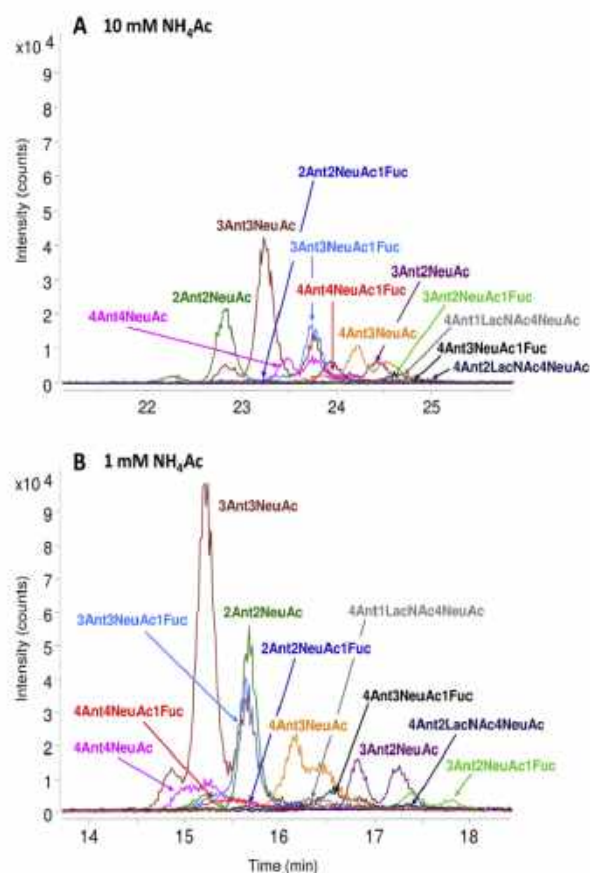 A 10 mM NH₄Ac
x10 4
9
8
7
6
5
4
3
2
1
0
Intensity (counts)
2Ant2NeuAc1Fuc
3Ant3NeuAc
3Ant3NeuAc1Fuc
2Ant2NeuAc
4Ant4NeuAc1Fuc
3Ant2NeuAc
3Ant2NeuAc1Fuc
4Ant4NeuAc
4Ant3NeuAc
4Ant1LacNAc4NeuAc
4Ant3NeuAc1Fuc
4Ant2LacNAc4NeuAc
22 23 24 25
B 1 mM NH₄Ac
x10 4
9
8
7
6
5
4
3
2
1
0
Intensity (counts)
3Ant3NeuAc
3Ant3NeuAc1Fuc
2Ant2NeuAc
4Ant1LacNAc4NeuAc
2Ant2NeuAc1Fuc
4Ant4NeuAc1Fuc
4Ant3NeuAc1Fuc
4Ant3NeuAc
4Ant2LacNAc4NeuAc
4Ant4NeuAc
3Ant2NeuAc
3Ant2NeuAc1Fuc
14 15 16 17 18
Time (min)